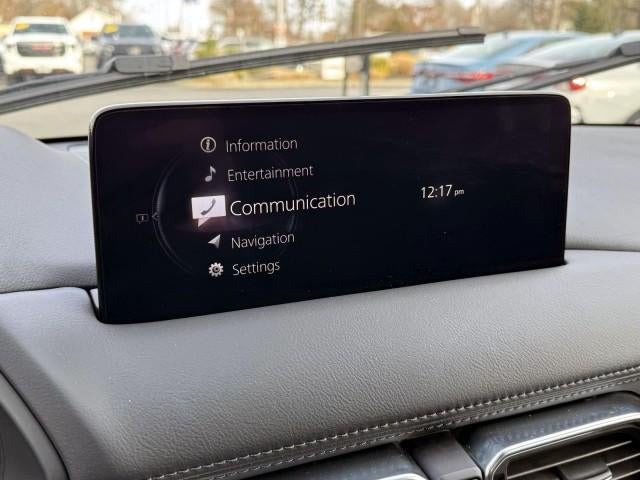 Information
Entertainment
Communication
12:17 pm
Navigation
Settings